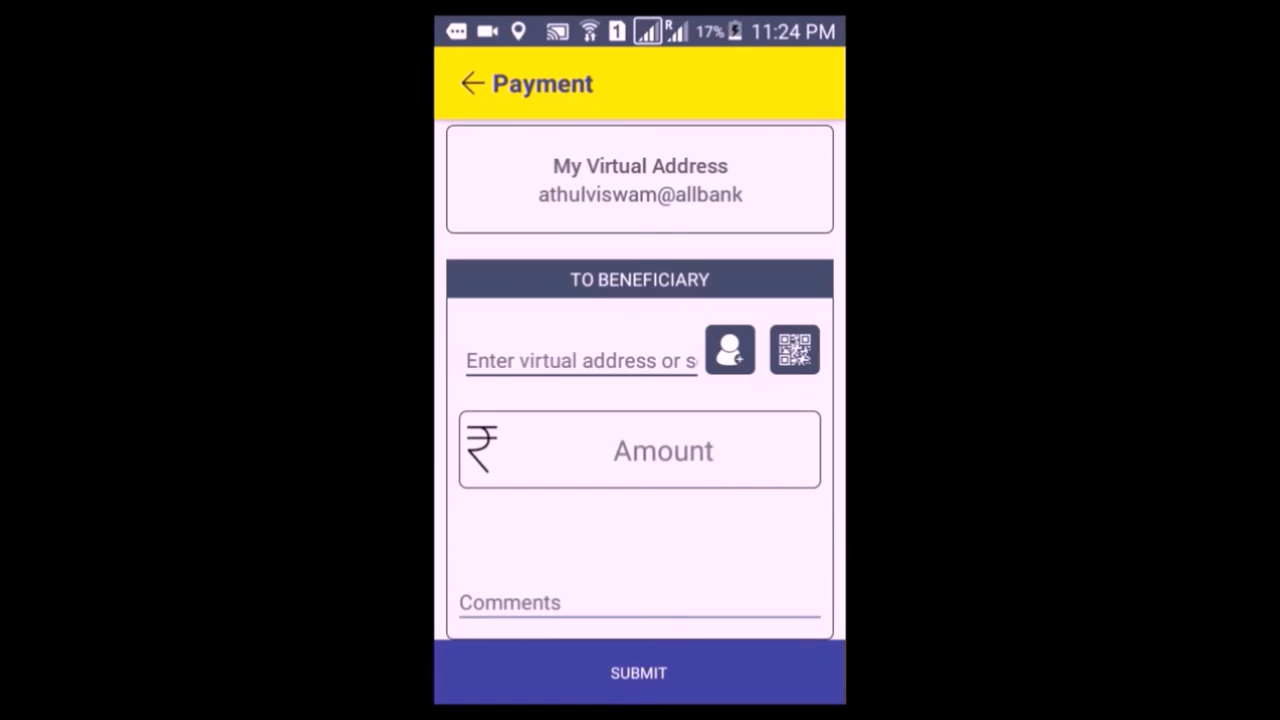 1 R 17% 11:24 PM
Payment
My Virtual Address
athulviswam@allbank
TO BENEFICIARY
Enter virtual address or s
₹ Amount
Comments
SUBMIT